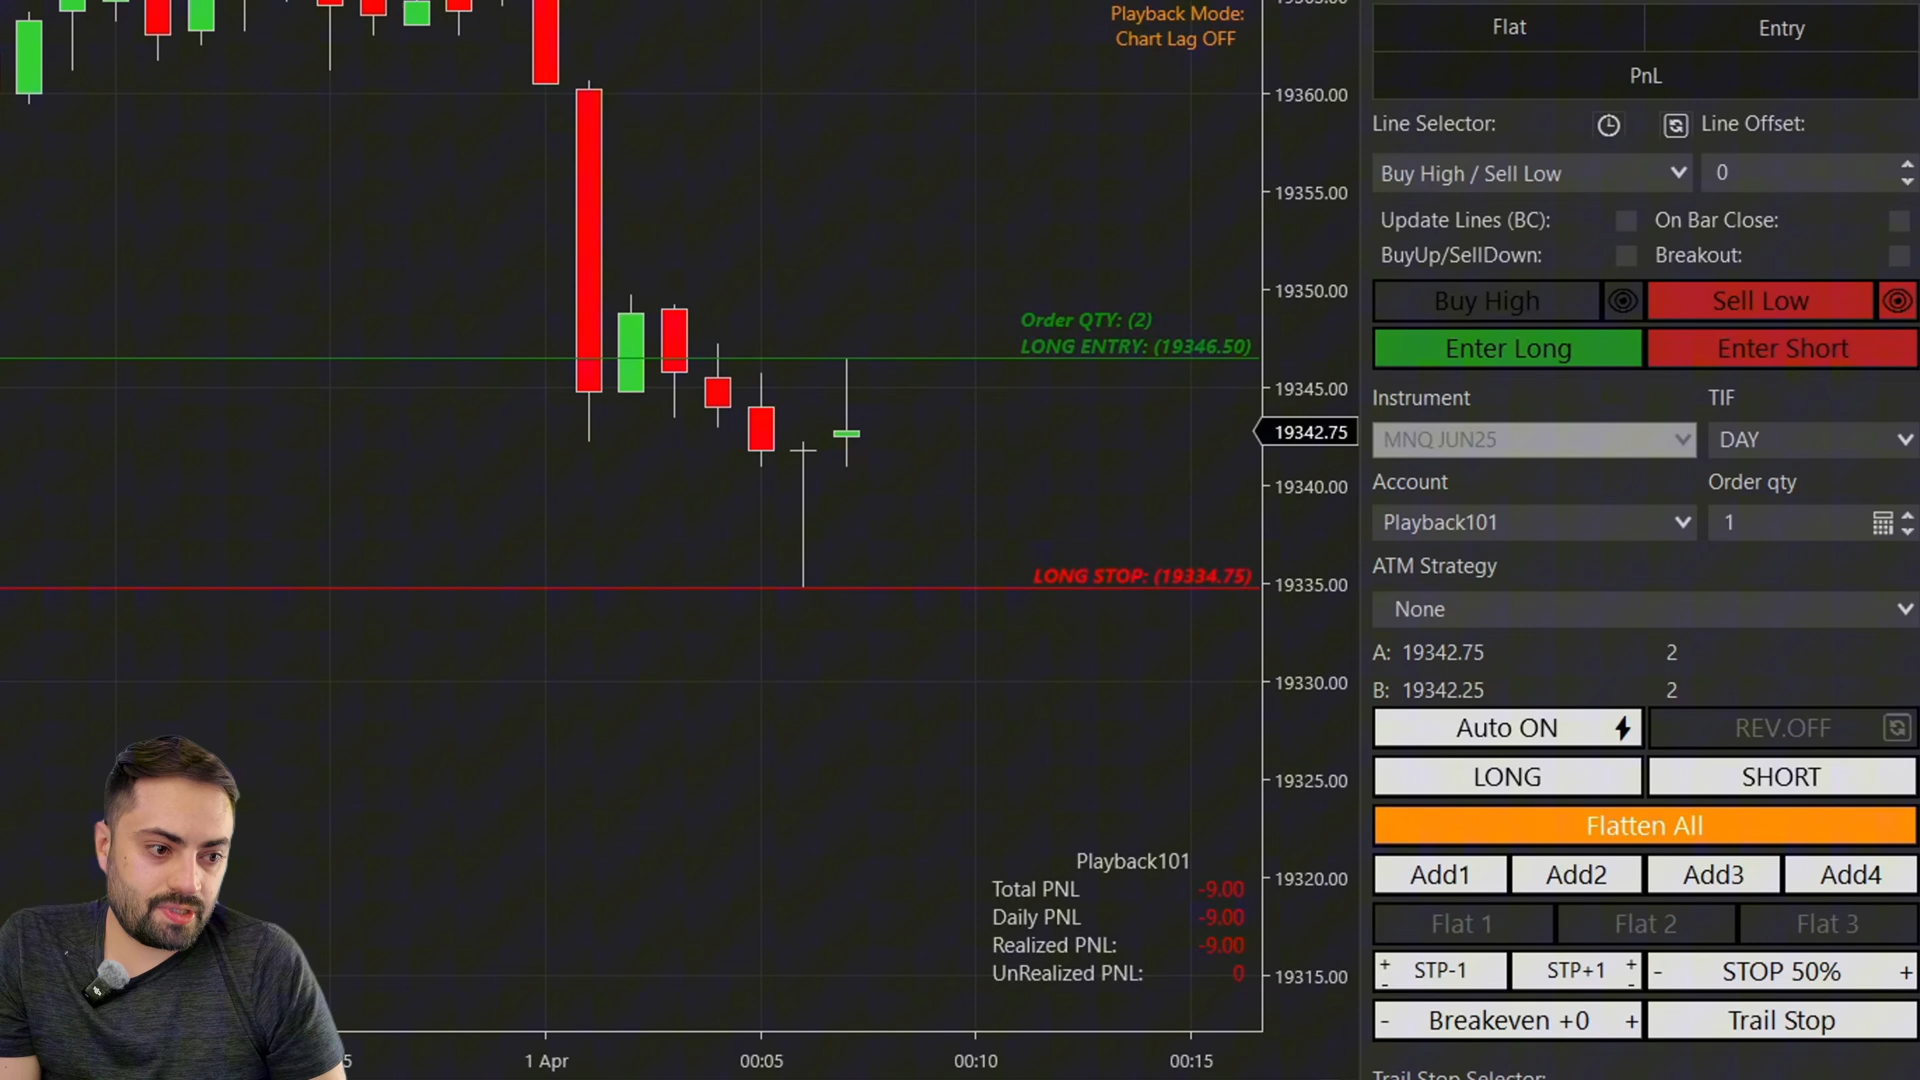 Playback Mode:
Chart Lag OFF
19360.00
19355.00
19350.00
19345.00
19342.75
19340.00
19335.00
19330.00
19325.00
19320.00
19315.00
Order QTY: (2)
LONG ENTRY: (19346.50)
LONG STOP: (19334.75)
Playback101
Total PNL -9.00
Daily PNL -9.00
Realized PNL: -9.00
UnRealized PNL: 0
1 Apr 00:05 00:10 00:15
Flat Entry
PnL
Line Selector: Line Offset:
Buy High / Sell Low 0
Update Lines (BC): On Bar Close:
BuyUp/SellDown: Breakout:
Buy High Sell Low
Enter Long Enter Short
Instrument TIF
MNQ JUN25 DAY
Account Order qty
Playback101 1
ATM Strategy
None
A: 19342.75 2
B: 19342.25 2
Auto ON REV.OFF
LONG SHORT
Flatten All
Add1 Add2 Add3 Add4
Flat 1 Flat 2 Flat 3
+ - STP-1 STP+1 + - - STOP 50% +
- Breakeven +0 + Trail Stop
Trail Stop Selector: